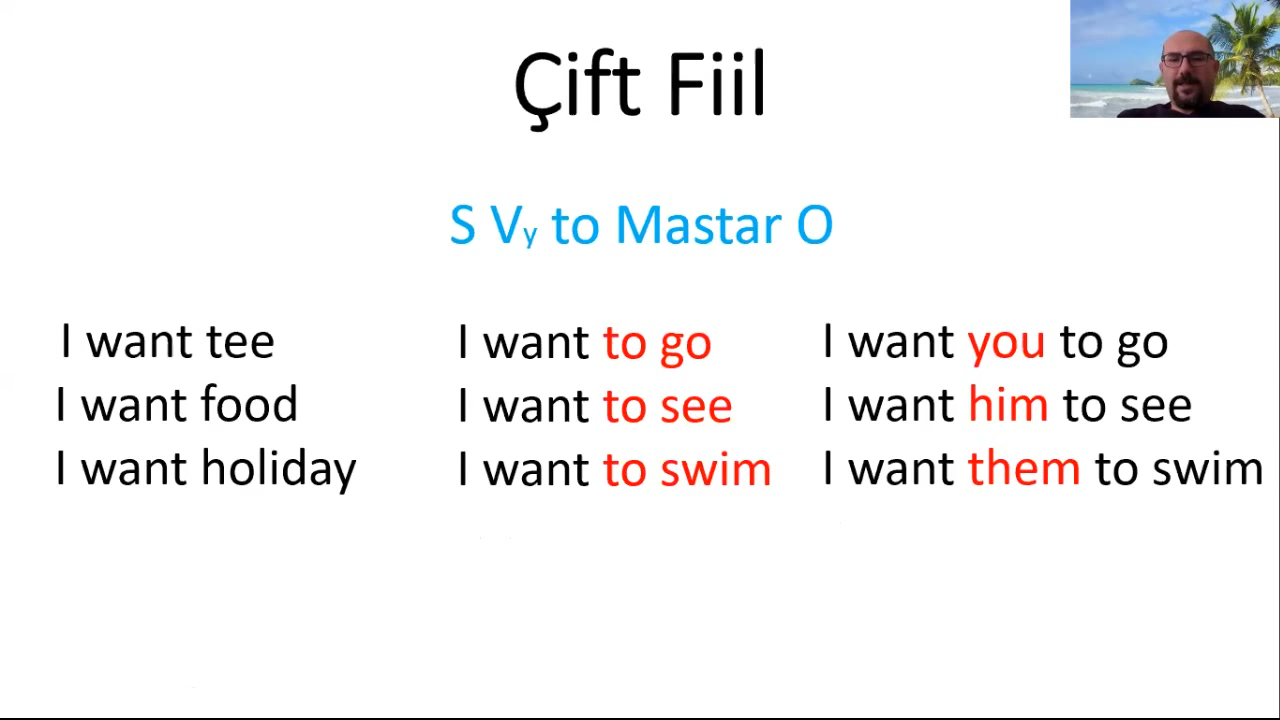 Çift Fiil
S Vy to Mastar O
I want tee
I want food
I want holiday
I want to go
I want to see
I want to swim
I want you to go
I want him to see
I want them to swim